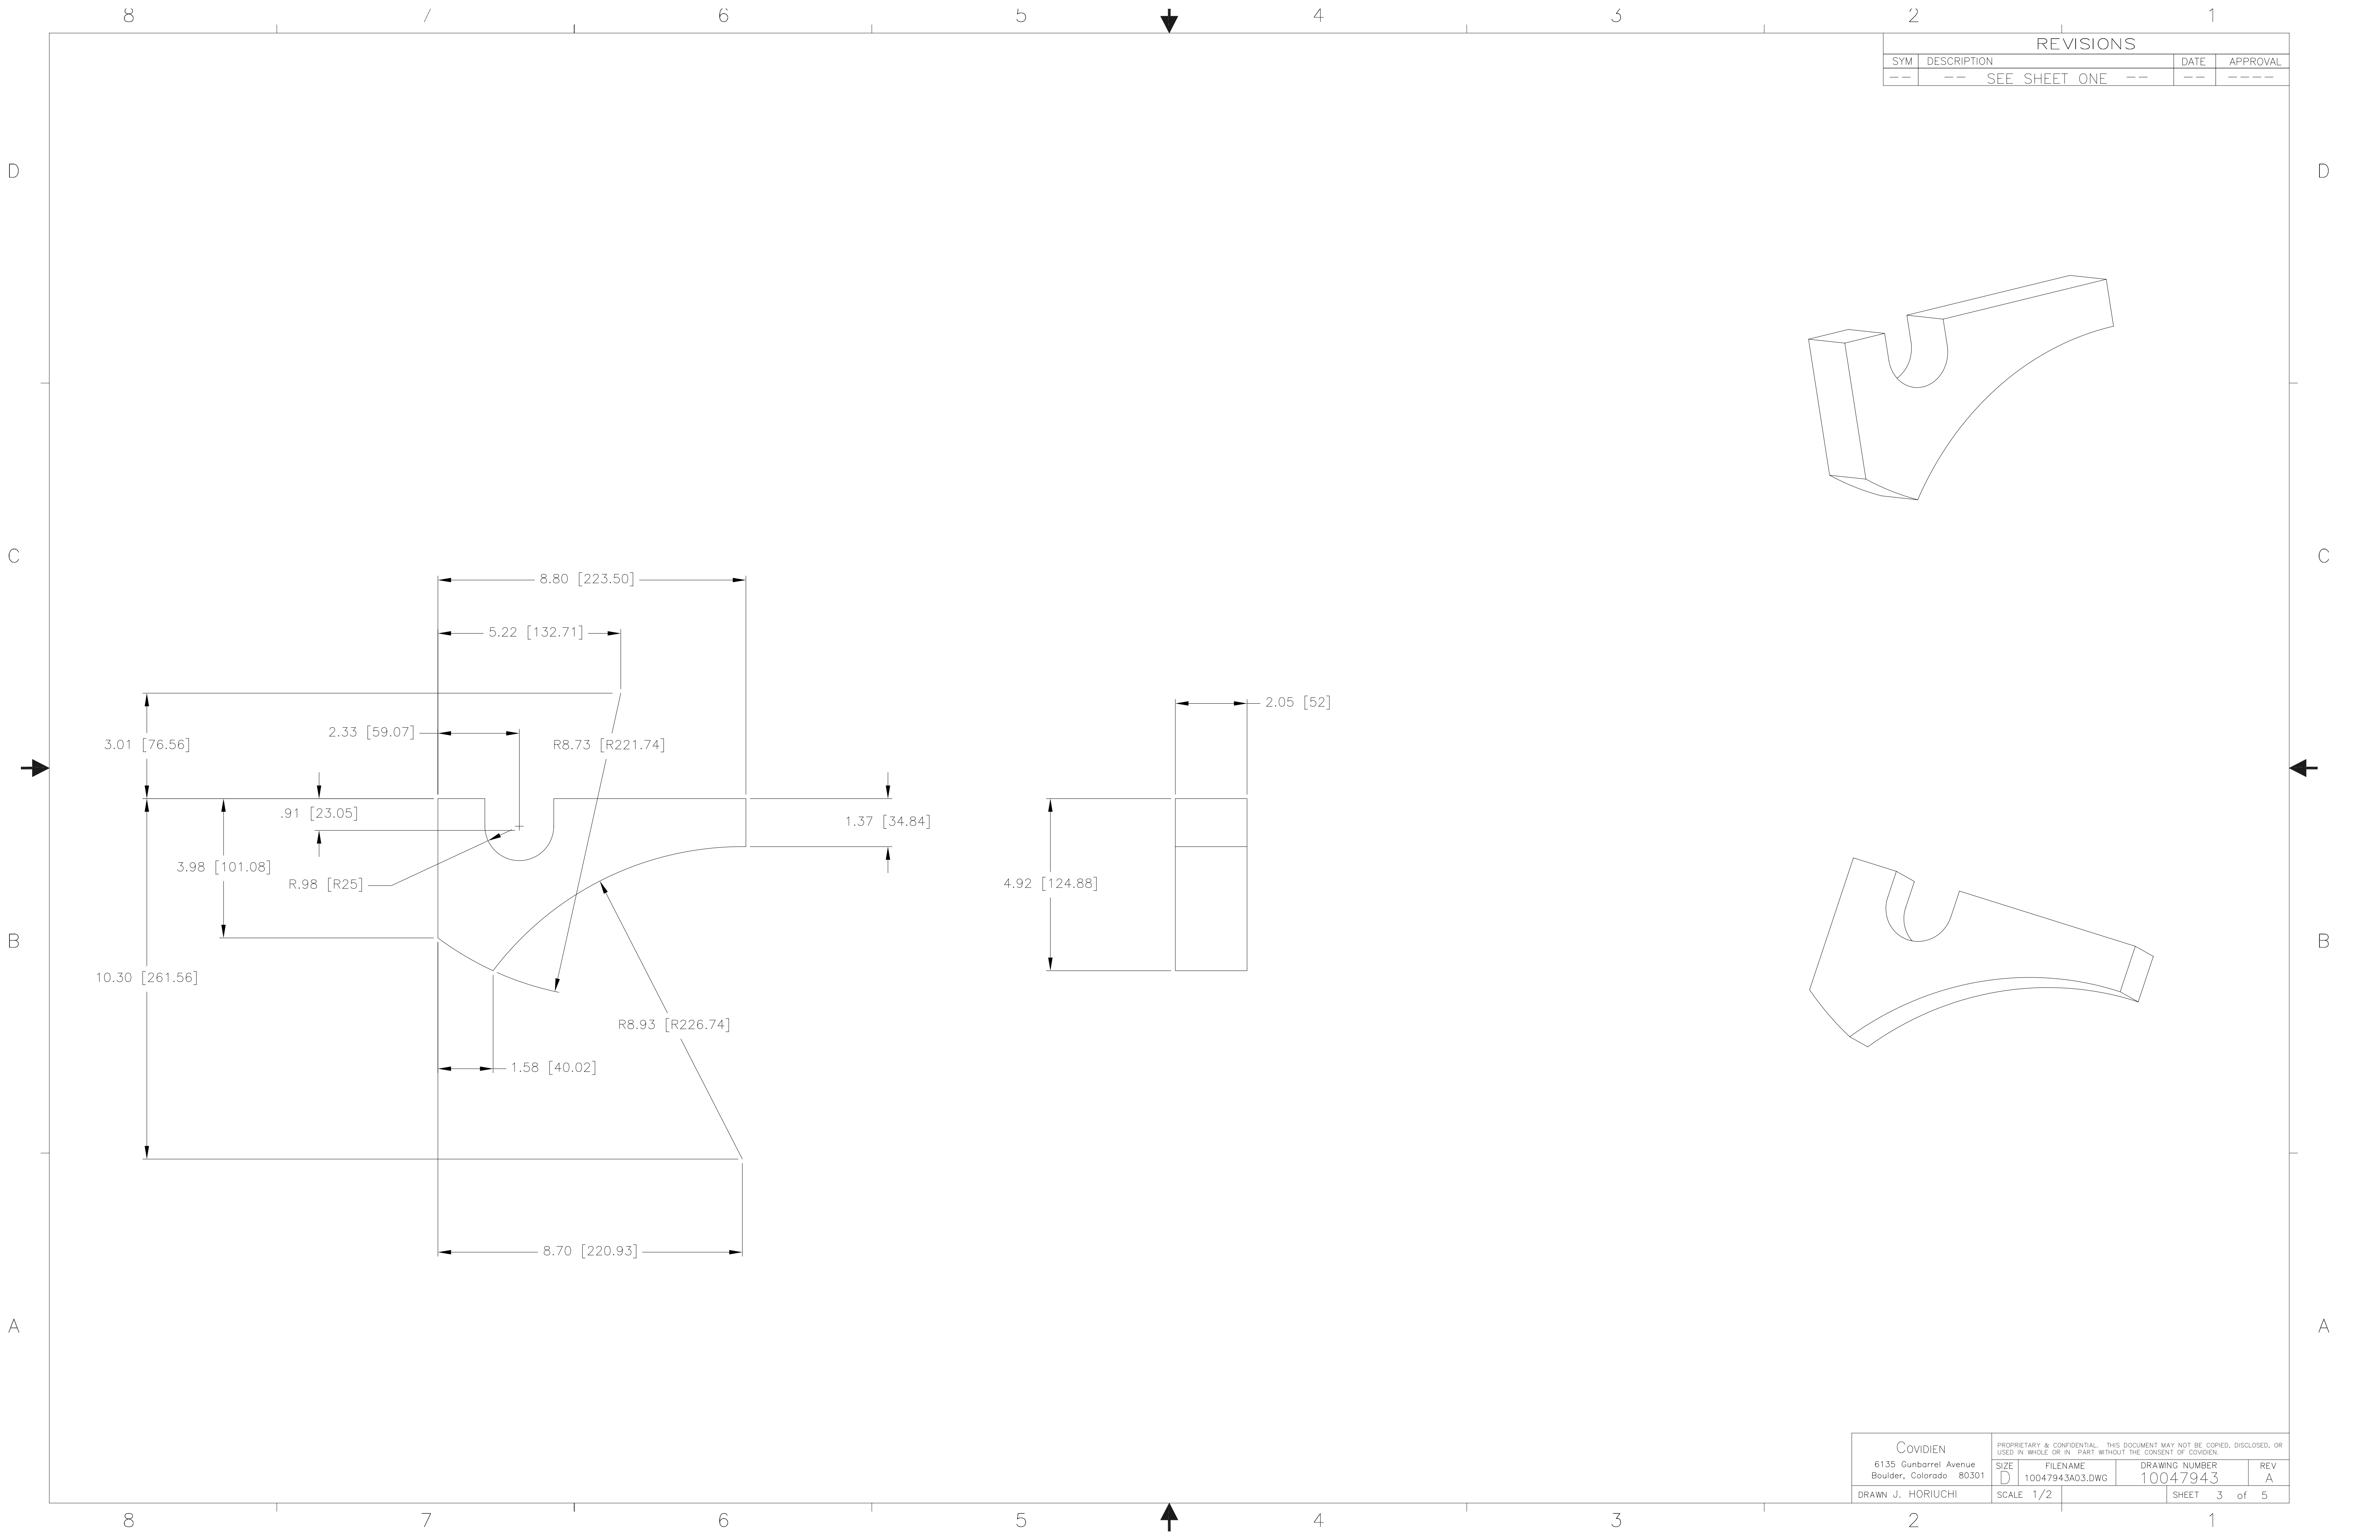 8 7 6 5 4 3 2 1
REVISIONS
SYM DESCRIPTION DATE APPROVAL
-- -- SEE SHEET ONE -- -- ----
D D
C C
8.80 [223.50]
5.22 [132.71]
2.05 [52]
2.33 [59.07]
3.01 [76.56]
R8.73 [R221.74]
.91 [23.05]
1.37 [34.84]
3.98 [101.08]
R.98 [R25]
4.92 [124.88]
B B
10.30 [261.56]
R8.93 [R226.74]
1.58 [40.02]
8.70 [220.93]
A A
COVIDIEN
6135 Gunbarrel Avenue
Boulder, Colorado 80301
PROPRIETARY & CONFIDENTIAL. THIS DOCUMENT MAY NOT BE COPIED, DISCLOSED, OR
USED IN WHOLE OR IN PART WITHOUT THE CONSENT OF COVIDIEN.
SIZE FILENAME DRAWING NUMBER REV
D 10047943A03.DWG 10047943 A
DRAWN J. HORIUCHI SCALE 1/2 SHEET 3 of 5
8 7 6 5 4 3 2 1